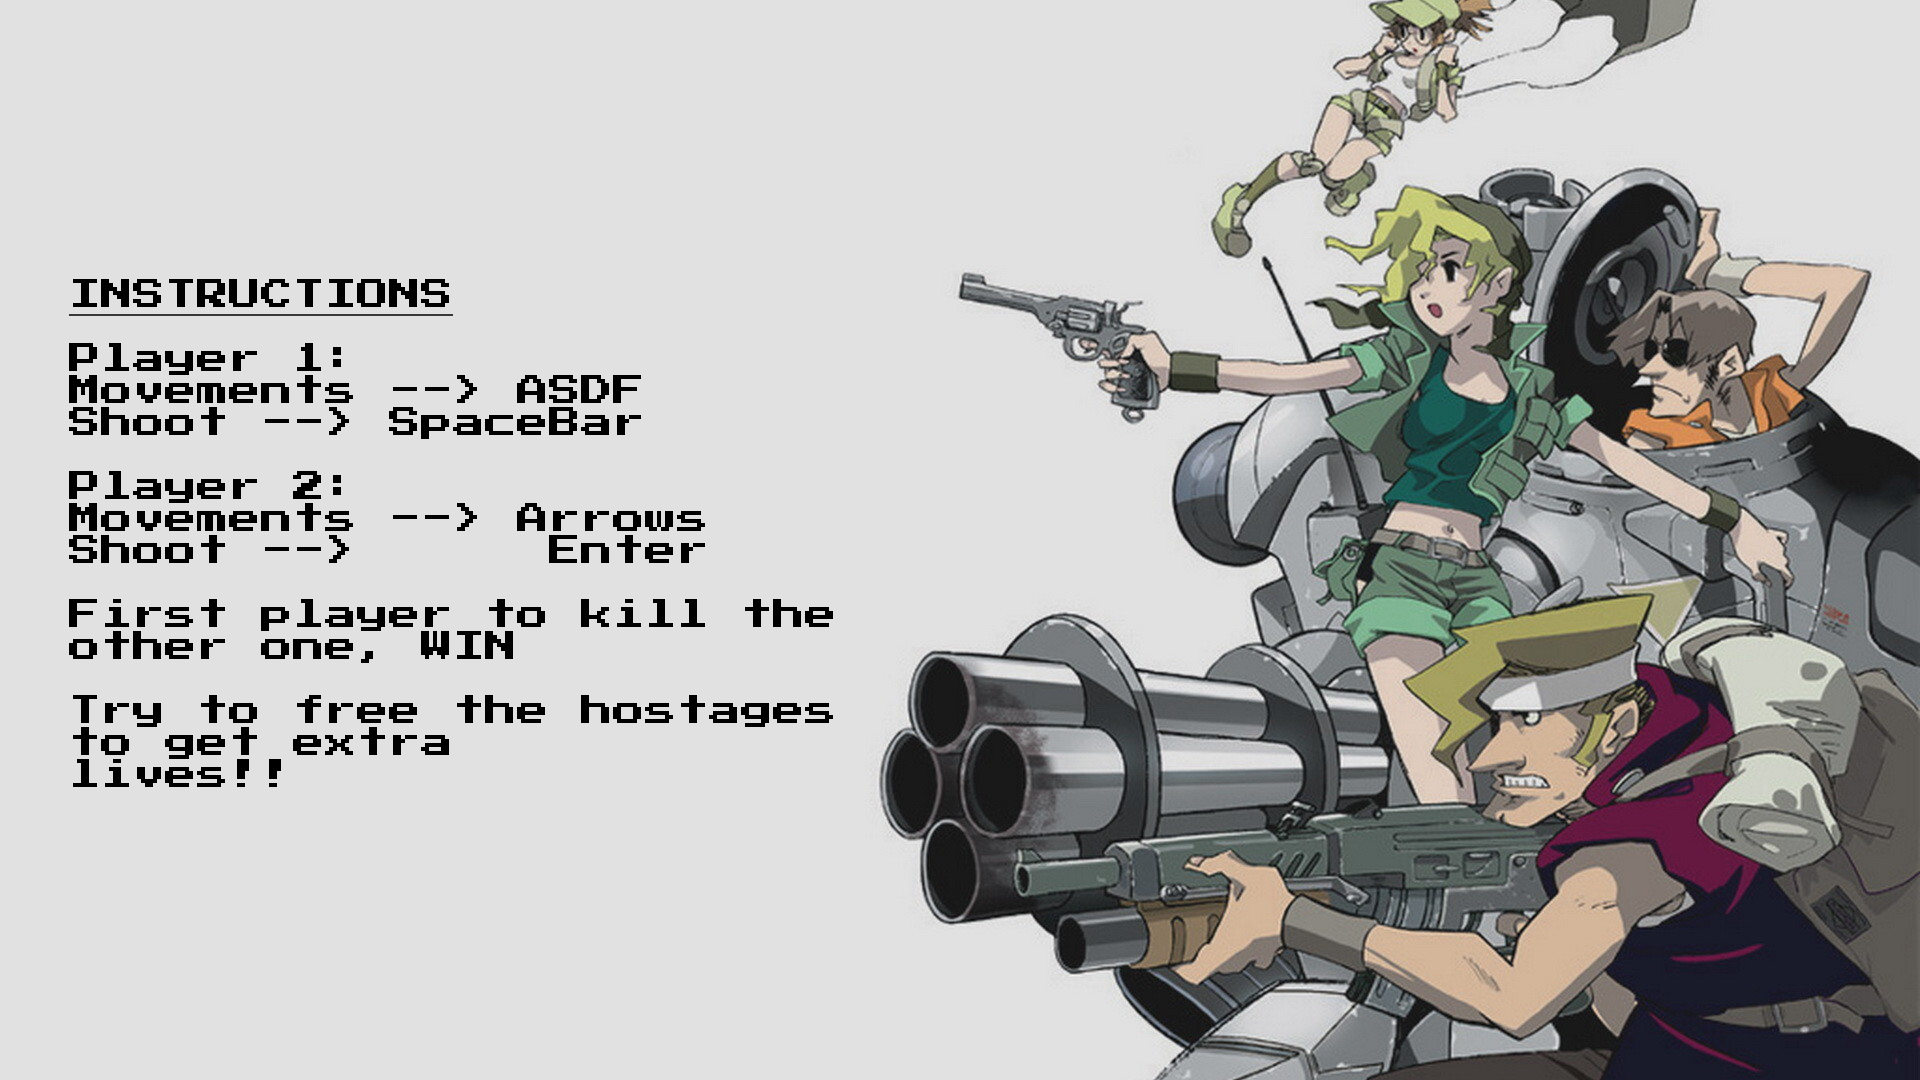 INSTRUCTIONS
Player 1:
Movements --> ASDF
Shoot --> SpaceBar
Player 2:
Movements --> Arrows
Shoot --> Enter
First player to kill the
other one, WIN
Try to free the hostages
to get extra
lives!!